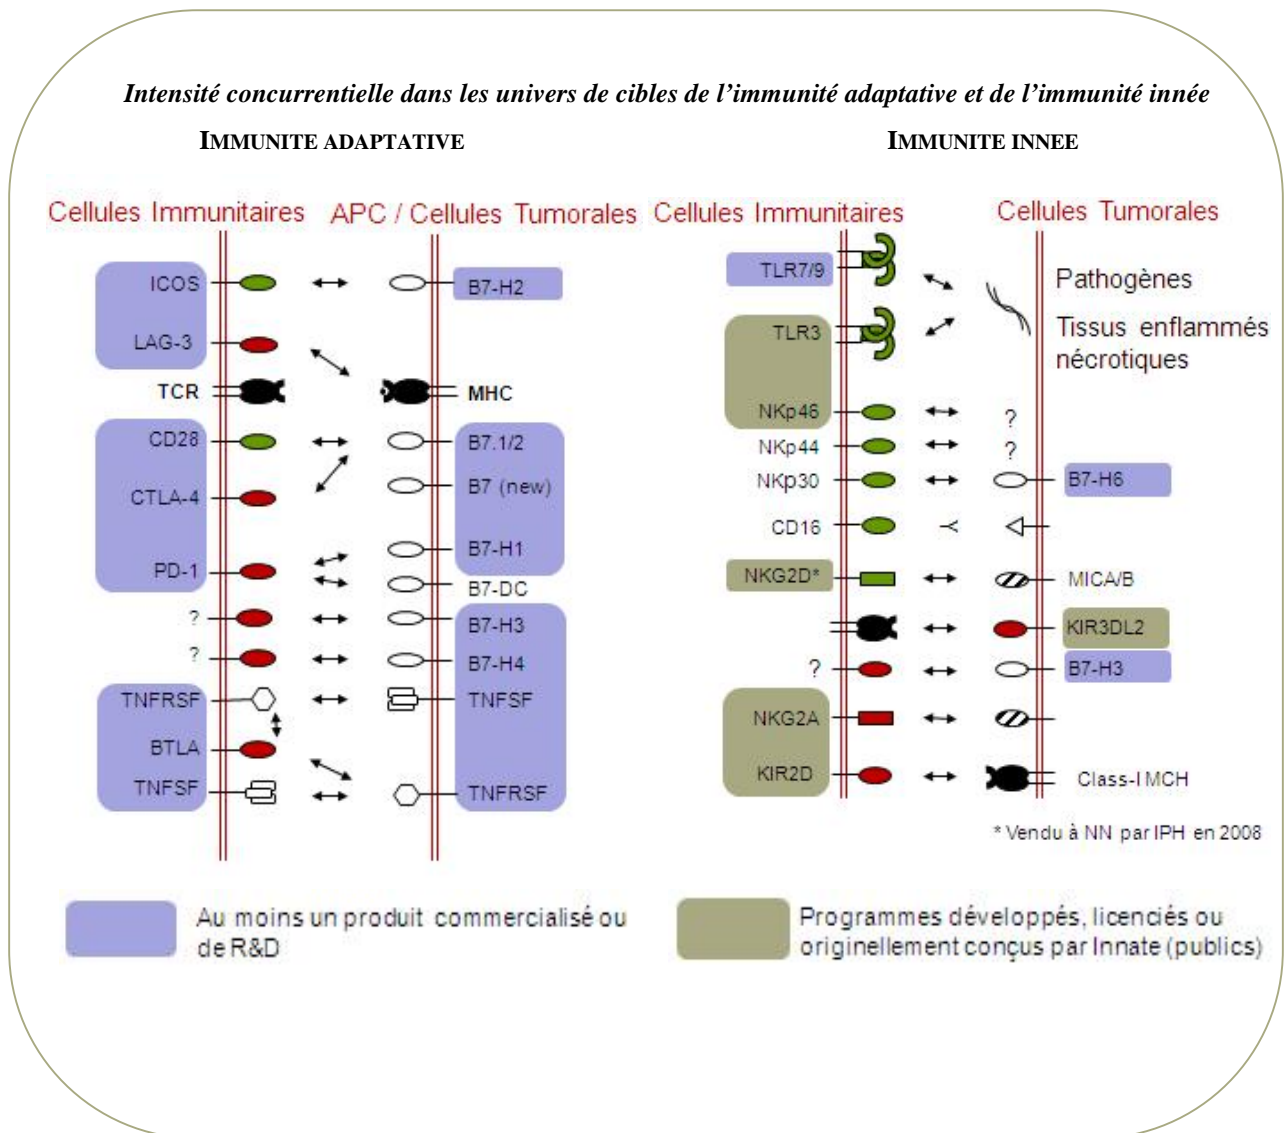 Intensité concurrentielle dans les univers de cibles de l'immunité adaptative et de l'immunité innée
IMMUNITE ADAPTATIVE
Cellules Immunitaires
APC / Cellules Tumorales
ICOS
B7-H2
LAG-3
TCR
MHC
CD28
B7.1/2
B7 (new)
CTLA-4
B7-H1
PD-1
B7-DC
?
B7-H3
?
B7-H4
TNFRSF
TNFSF
BTLA
TNFSF
TNFRSF
IMMUNITE INNEE
Cellules Immunitaires
Cellules Tumorales
TLR7/9
Pathogènes
TLR3
Tissus enflammés
nécrotiques
NKp46
?
NKp44
?
NKp30
B7-H6
CD16
NKG2D*
MICA/B
KIR3DL2
?
B7-H3
NKG2A
KIR2D
Class-I MCH
* Vendu à NN par IPH en 2008
Au moins un produit commercialisé ou
de R&D
Programmes développés, licenciés ou
originellement conçus par Innate (publics)